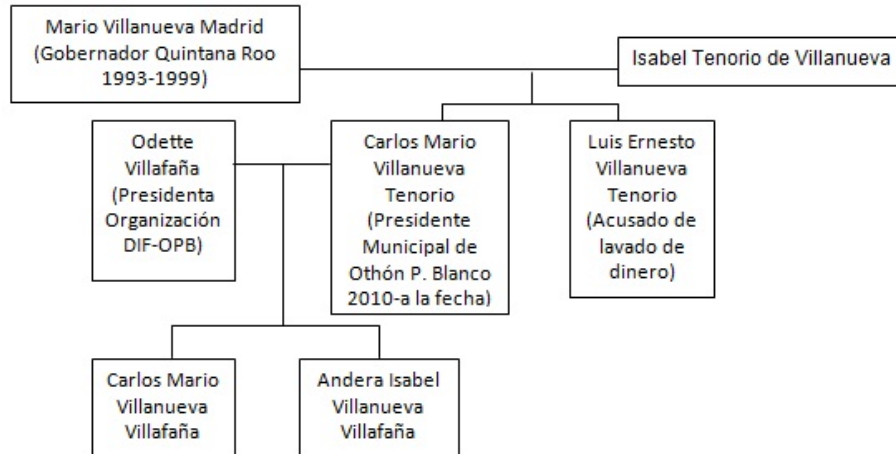 Mario Villanueva Madrid
(Gobernador Quintana Roo
1993-1999)
Isabel Tenorio de Villanueva
Odette
Villafaña
(Presidenta
Organización
DIF-OPB)
Carlos Mario
Villanueva
Tenorio
(Presidente
Municipal de
Othón P. Blanco
2010-a la fecha)
Luis Ernesto
Villanueva
Tenorio
(Acusado de
lavado de
dinero)
Carlos Mario
Villanueva
Villafaña
Andera Isabel
Villanueva
Villafaña